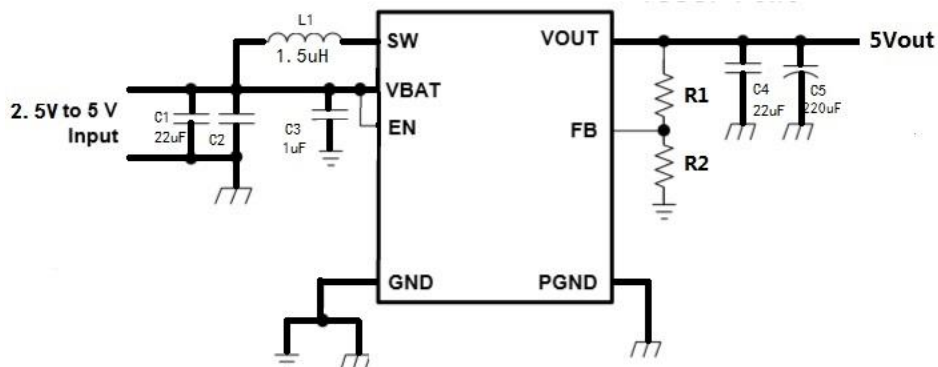 L1
1.5uH
SW
VOUT
5Vout
VBAT
2.5V to 5 V
Input
C1
22uF
C2
C3
1uF
EN
R1
FB
R2
C4
22uF
C5
220uF
GND
PGND